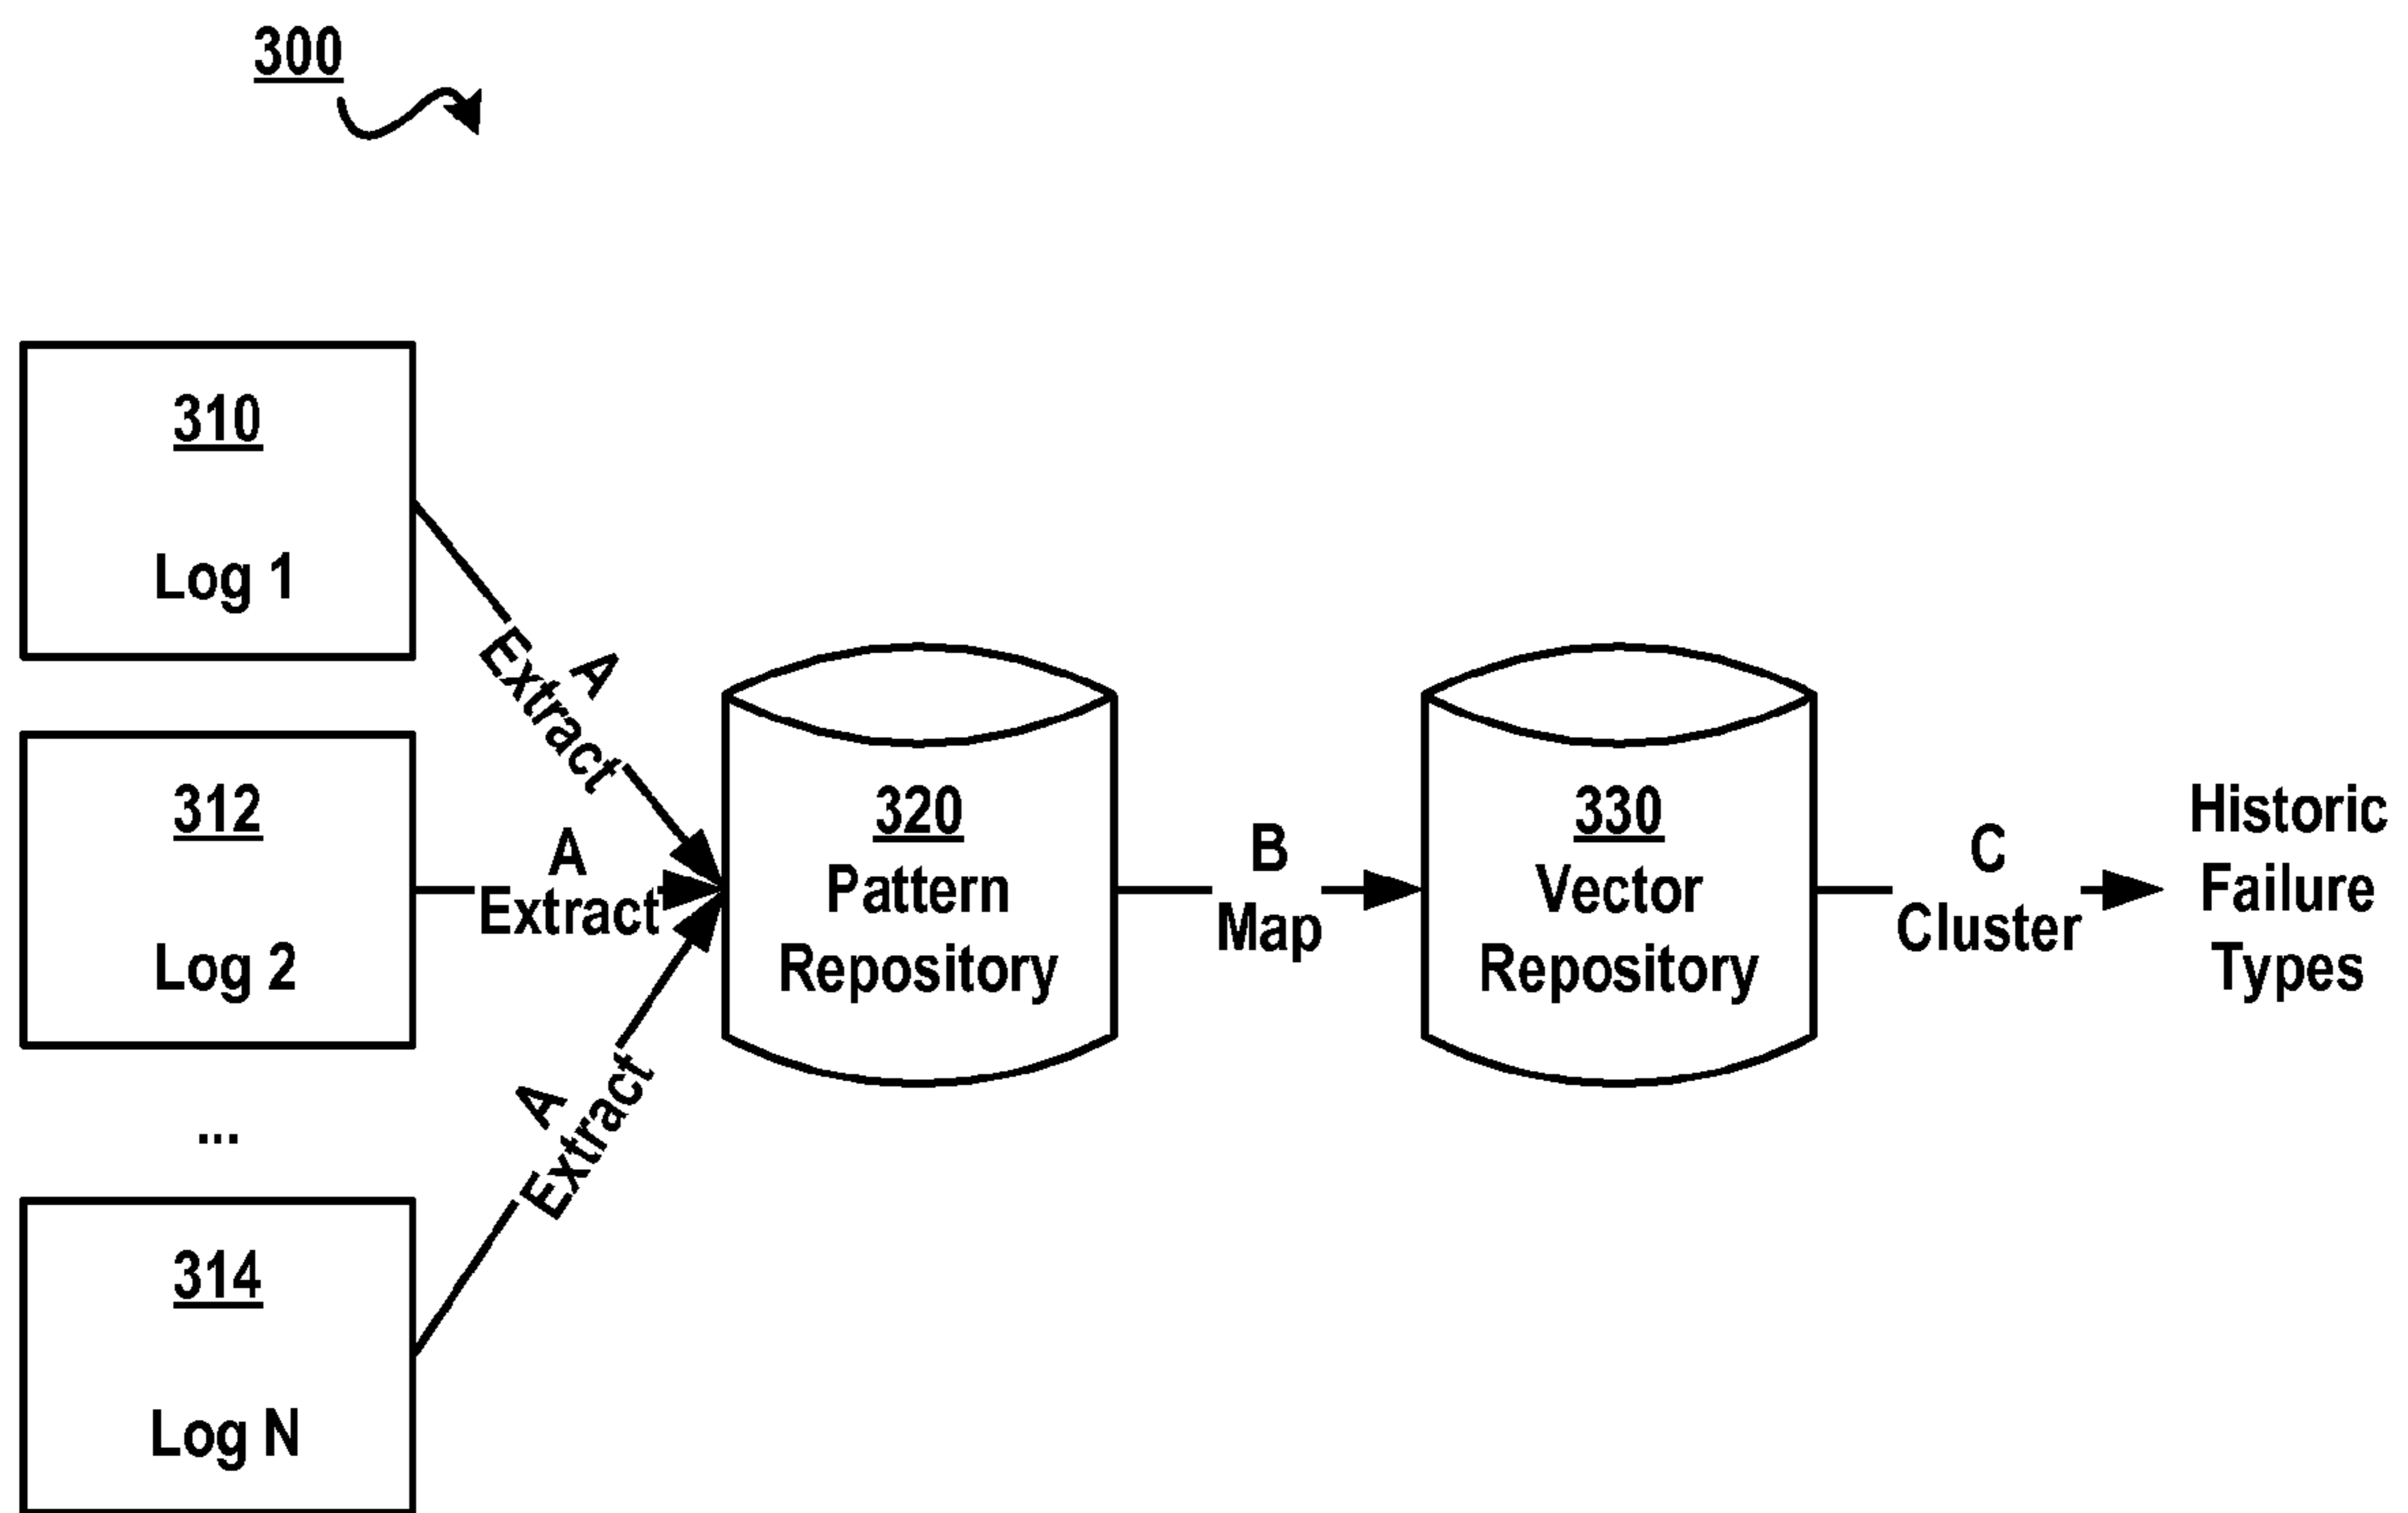 300
310
Log 1
A
Extract
312
Log 2
A
Extract
...
314
Log N
A
Extract
320
Pattern
Repository
B
Map
330
Vector
Repository
C
Cluster
Historic
Failure
Types